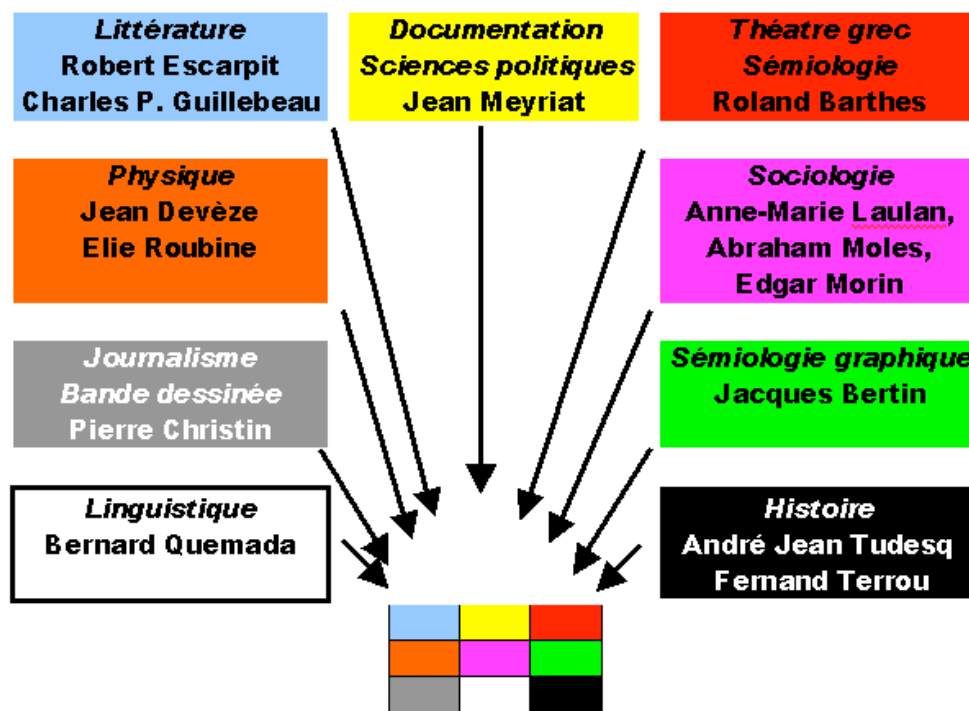 Littérature
Robert Escarpit
Charles P. Guillebeau
Documentation
Sciences politiques
Jean Meyriat
Théatre grec
Sémiologie
Roland Barthes
Physique
Jean Devèze
Elie Roubine
Sociologie
Anne-Marie Laulan,
Abraham Moles,
Edgar Morin
Journalisme
Bande dessinée
Pierre Christin
Sémiologie graphique
Jacques Bertin
Linguistique
Bernard Quemada
Histoire
André Jean Tudesq
Fernand Terrou